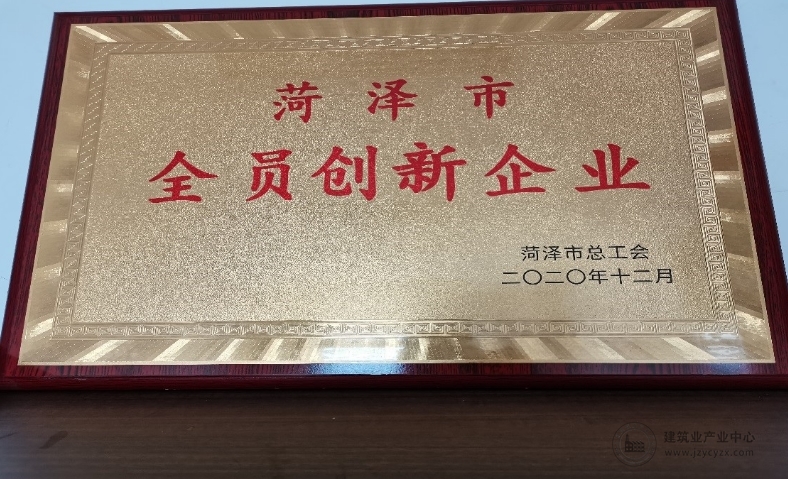 菏泽市
全员创新企业
菏泽市总工会
二〇二〇年十二月
建筑业产业中心
www.jzycyzx.com